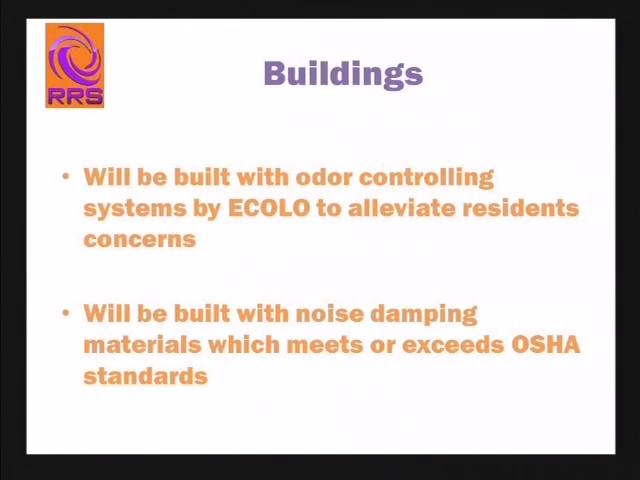 RRS
Buildings
• Will be built with odor controlling
systems by ECOLO to alleviate residents
concerns
• Will be built with noise damping
materials which meets or exceeds OSHA
standards